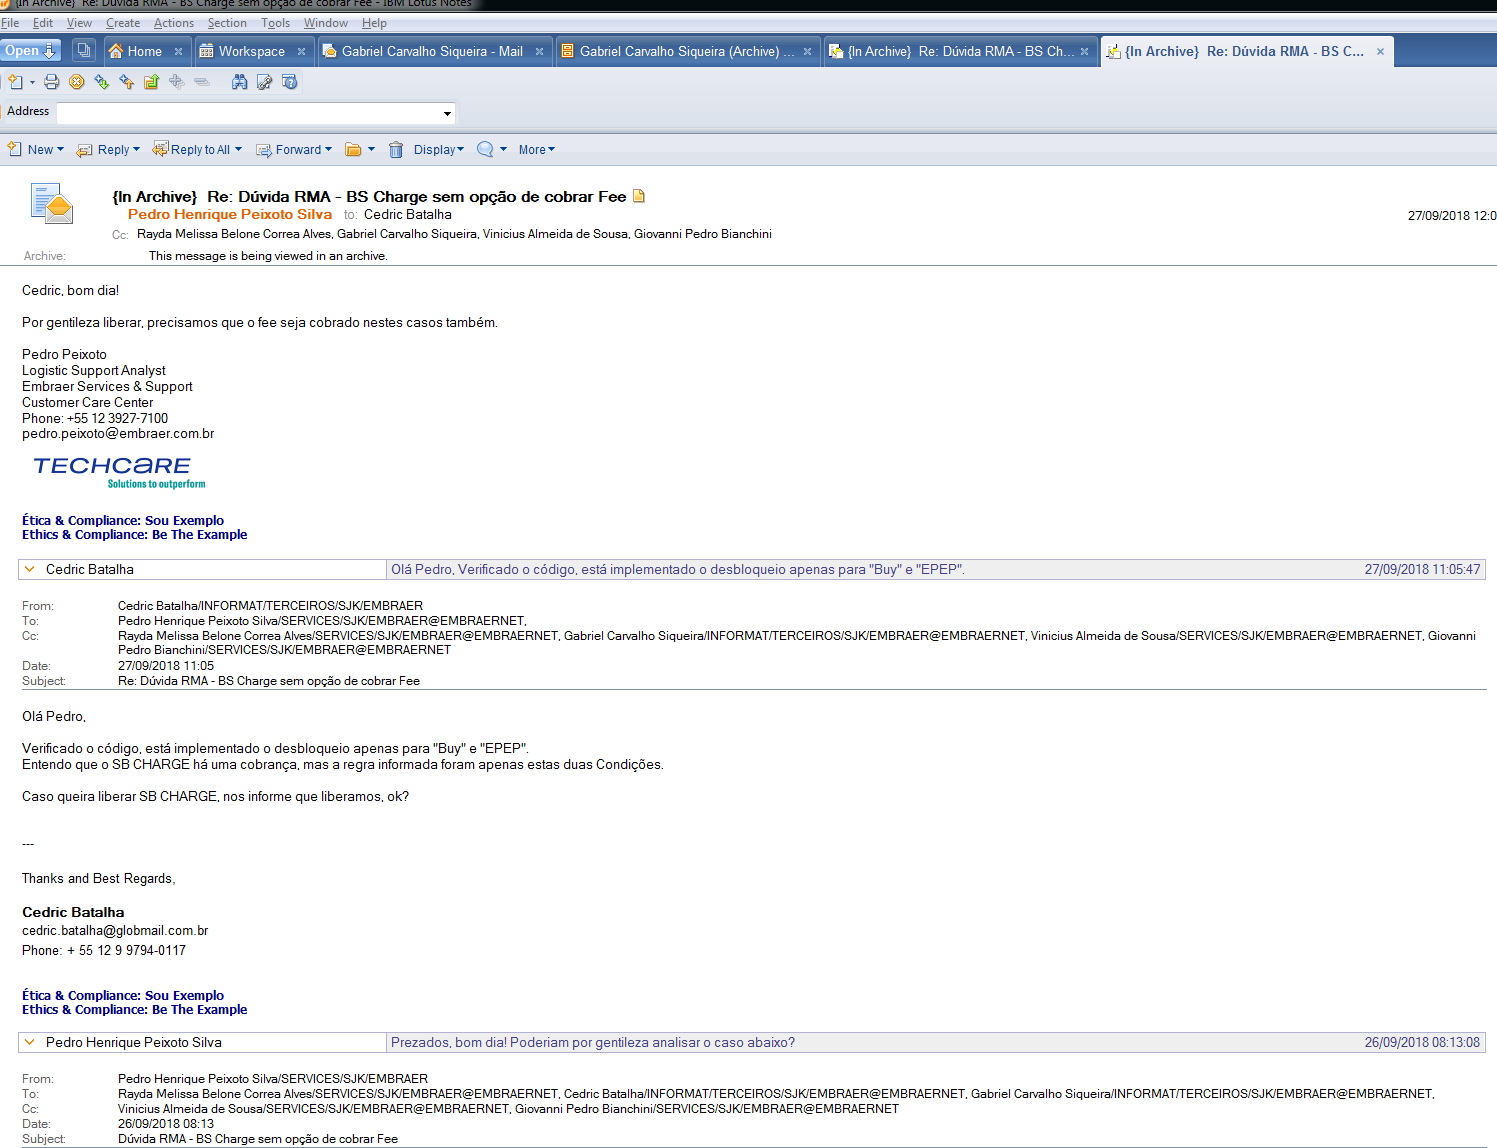 {In Archive}  Re: Dúvida RMA - BS Charge sem opção de cobrar Fee - IBM Lotus Notes
File Edit View Create Actions Section Tools Window Help
Open Home Workspace Gabriel Carvalho Siqueira - Mail Gabriel Carvalho Siqueira (Archive) ... {In Archive}  Re: Dúvida RMA - BS Ch... {In Archive}  Re: Dúvida RMA - BS C...
Address
New Reply Reply to All Forward Display More
{In Archive}  Re: Dúvida RMA - BS Charge sem opção de cobrar Fee
Pedro Henrique Peixoto Silva to: Cedric Batalha
27/09/2018 12:0
Cc: Rayda Melissa Belone Correa Alves, Gabriel Carvalho Siqueira, Vinicius Almeida de Sousa, Giovanni Pedro Bianchini
Archive: This message is being viewed in an archive.
Cedric, bom dia!
Por gentileza liberar, precisamos que o fee seja cobrado nestes casos também.
Pedro Peixoto
Logistic Support Analyst
Embraer Services & Support
Customer Care Center
Phone: +55 12 3927-7100
pedro.peixoto@embraer.com.br
TECHCARE
Solutions to outperform
Ética & Compliance: Sou Exemplo
Ethics & Compliance: Be The Example
Cedric Batalha Olá Pedro, Verificado o código, está implementado o desbloqueio apenas para "Buy" e "EPEP". 27/09/2018 11:05:47
From: Cedric Batalha/INFORMAT/TERCEIROS/SJK/EMBRAER
To: Pedro Henrique Peixoto Silva/SERVICES/SJK/EMBRAER@EMBRAERNET,
Cc: Rayda Melissa Belone Correa Alves/SERVICES/SJK/EMBRAER@EMBRAERNET, Gabriel Carvalho Siqueira/INFORMAT/TERCEIROS/SJK/EMBRAER@EMBRAERNET, Vinicius Almeida de Sousa/SERVICES/SJK/EMBRAER@EMBRAERNET, Giovanni
Pedro Bianchini/SERVICES/SJK/EMBRAER@EMBRAERNET
Date: 27/09/2018 11:05
Subject: Re: Dúvida RMA - BS Charge sem opção de cobrar Fee
Olá Pedro,
Verificado o código, está implementado o desbloqueio apenas para "Buy" e "EPEP".
Entendo que o SB CHARGE há uma cobrança, mas a regra informada foram apenas estas duas Condições.
Caso queira liberar SB CHARGE, nos informe que liberamos, ok?
---
Thanks and Best Regards,
Cedric Batalha
cedric.batalha@globmail.com.br
Phone: + 55 12 9 9794-0117
Ética & Compliance: Sou Exemplo
Ethics & Compliance: Be The Example
Pedro Henrique Peixoto Silva Prezados, bom dia! Poderiam por gentileza analisar o caso abaixo? 26/09/2018 08:13:08
From: Pedro Henrique Peixoto Silva/SERVICES/SJK/EMBRAER
To: Rayda Melissa Belone Correa Alves/SERVICES/SJK/EMBRAER@EMBRAERNET, Cedric Batalha/INFORMAT/TERCEIROS/SJK/EMBRAER@EMBRAERNET, Gabriel Carvalho Siqueira/INFORMAT/TERCEIROS/SJK/EMBRAER@EMBRAERNET,
Cc: Vinicius Almeida de Sousa/SERVICES/SJK/EMBRAER@EMBRAERNET, Giovanni Pedro Bianchini/SERVICES/SJK/EMBRAER@EMBRAERNET
Date: 26/09/2018 08:13
Subject: Dúvida RMA - BS Charge sem opção de cobrar Fee